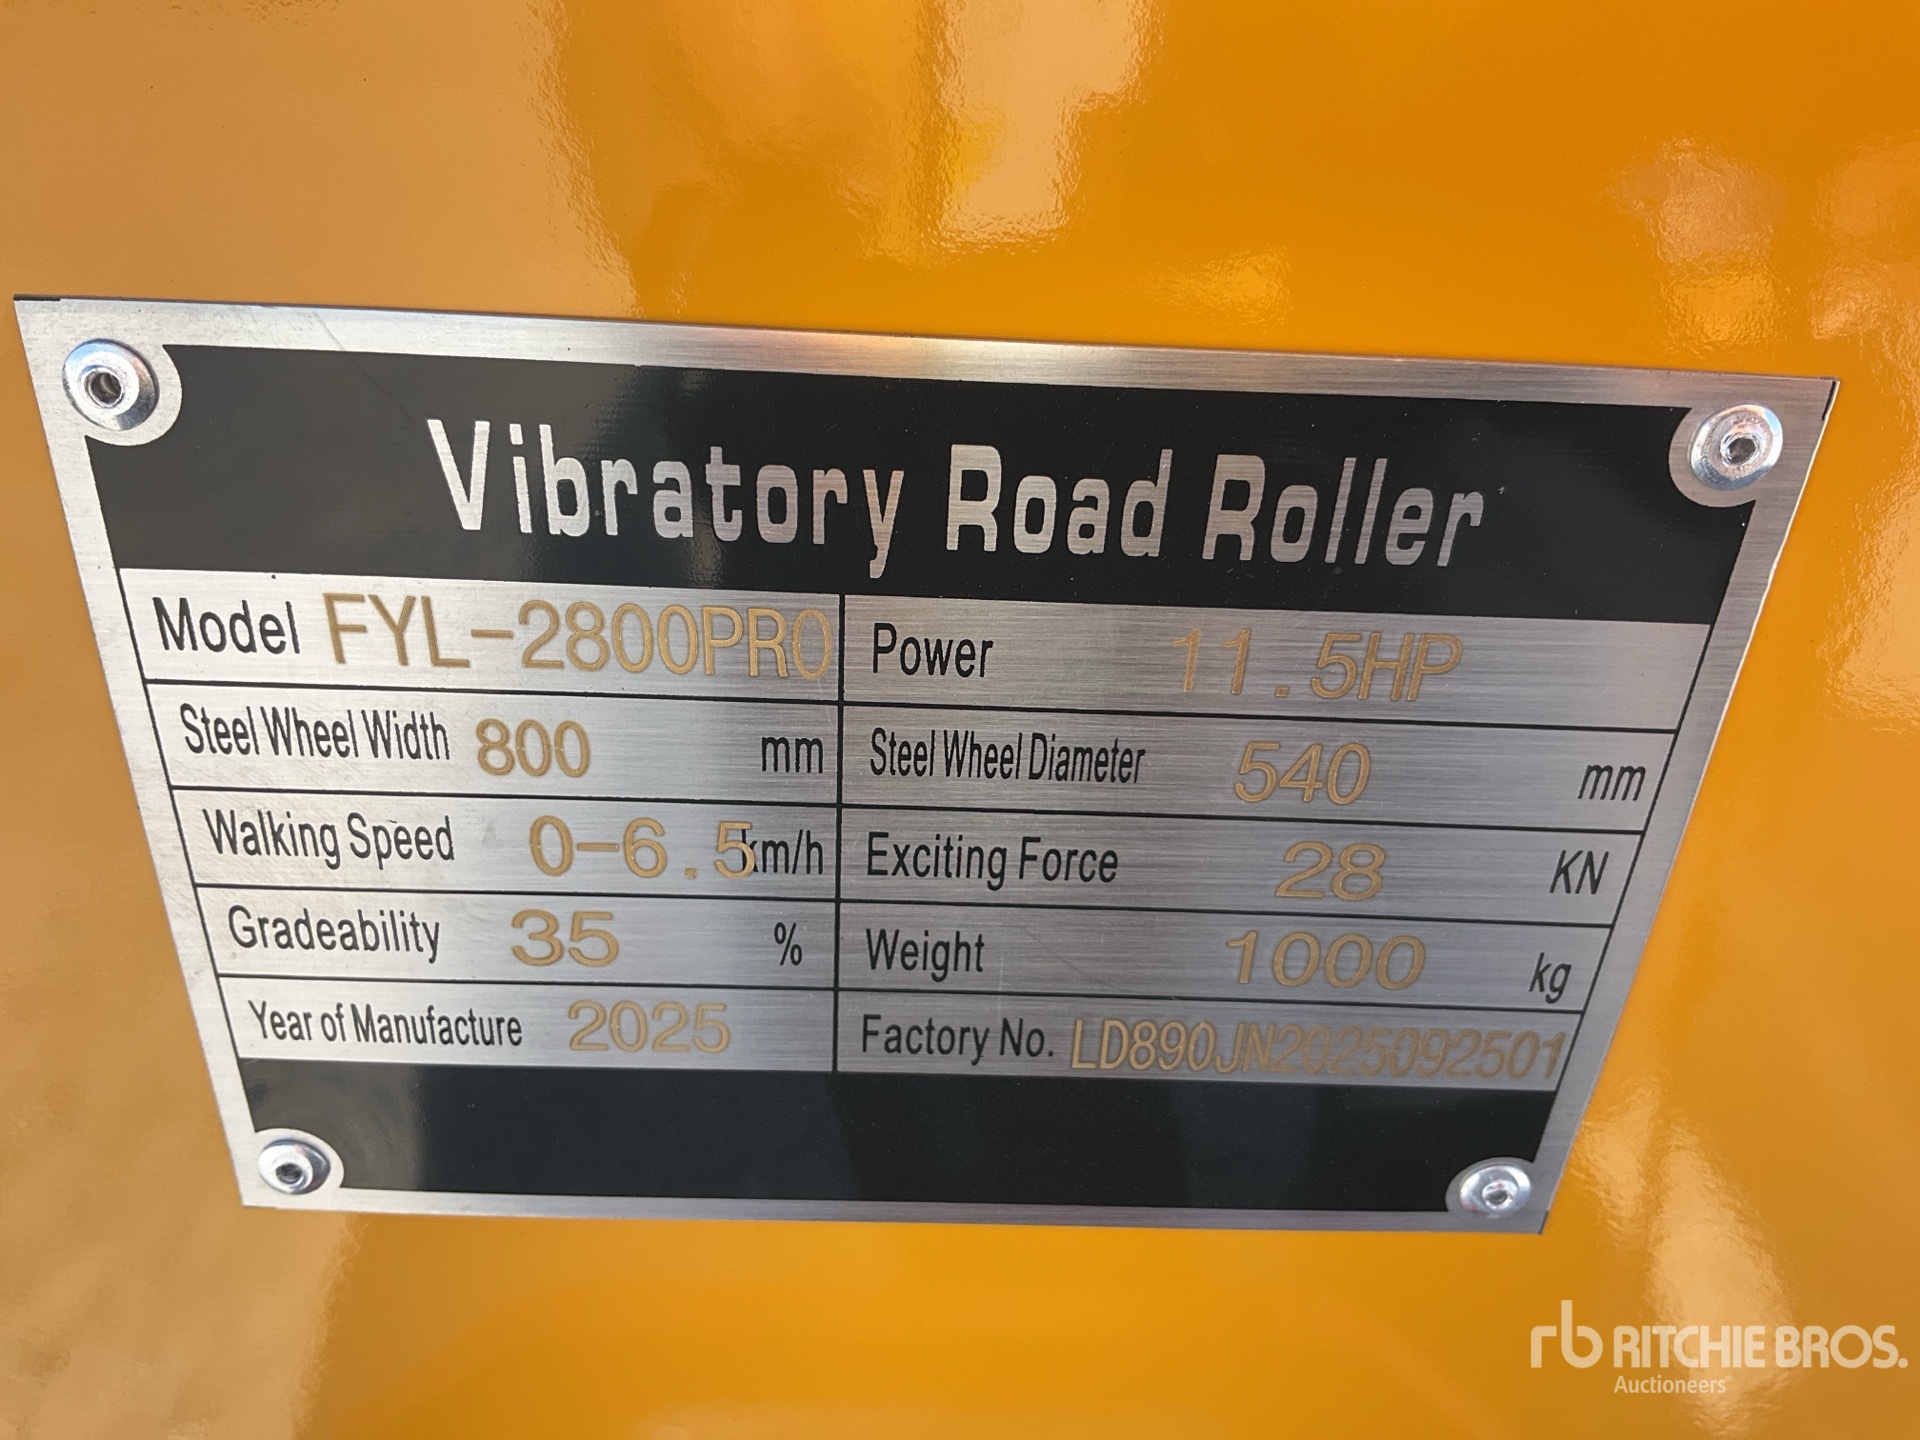 Vibratory Road Roller
Model FYL-2800PRO Power 11.5HP
Steel Wheel Width 800 mm Steel Wheel Diameter 540 mm
Walking Speed 0-6.5km/h Exciting Force 28 KN
Gradeability 35 % Weight 1000 kg
Year of Manufacture 2025 Factory No. LD890JN2025092501
rb RITCHIE BROS.
Auctioneers